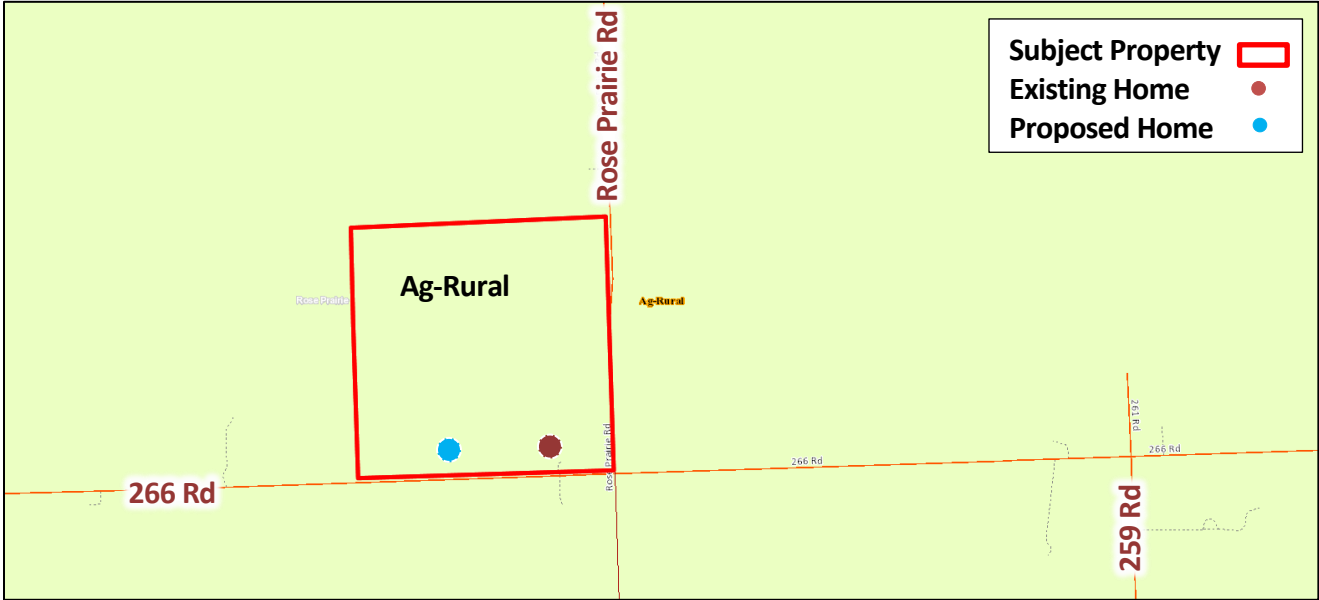 Rose Prairie Rd
Subject Property
Existing Home
Proposed Home
Ag-Rural
Rose Prairie
Ag-Rural
261 Rd
Rose Prairie Rd
266 Rd
266 Rd
266 Rd
259 Rd